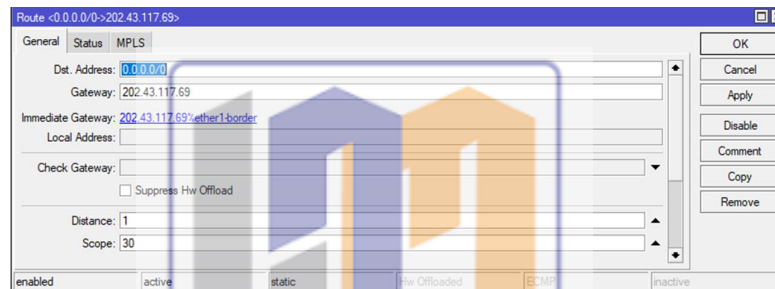 Route <0.0.0.0/0->202.43.117.69>
General Status MPLS
Dst. Address: 0.0.0.0/0
Gateway: 202.43.117.69
Immediate Gateway: 202.43.117.69%ether1-border
Local Address:
Check Gateway:
Suppress Hw Offload
Distance: 1
Scope: 30
OK
Cancel
Apply
Disable
Comment
Copy
Remove
enabled active static Hw Offloaded ECMP inactive